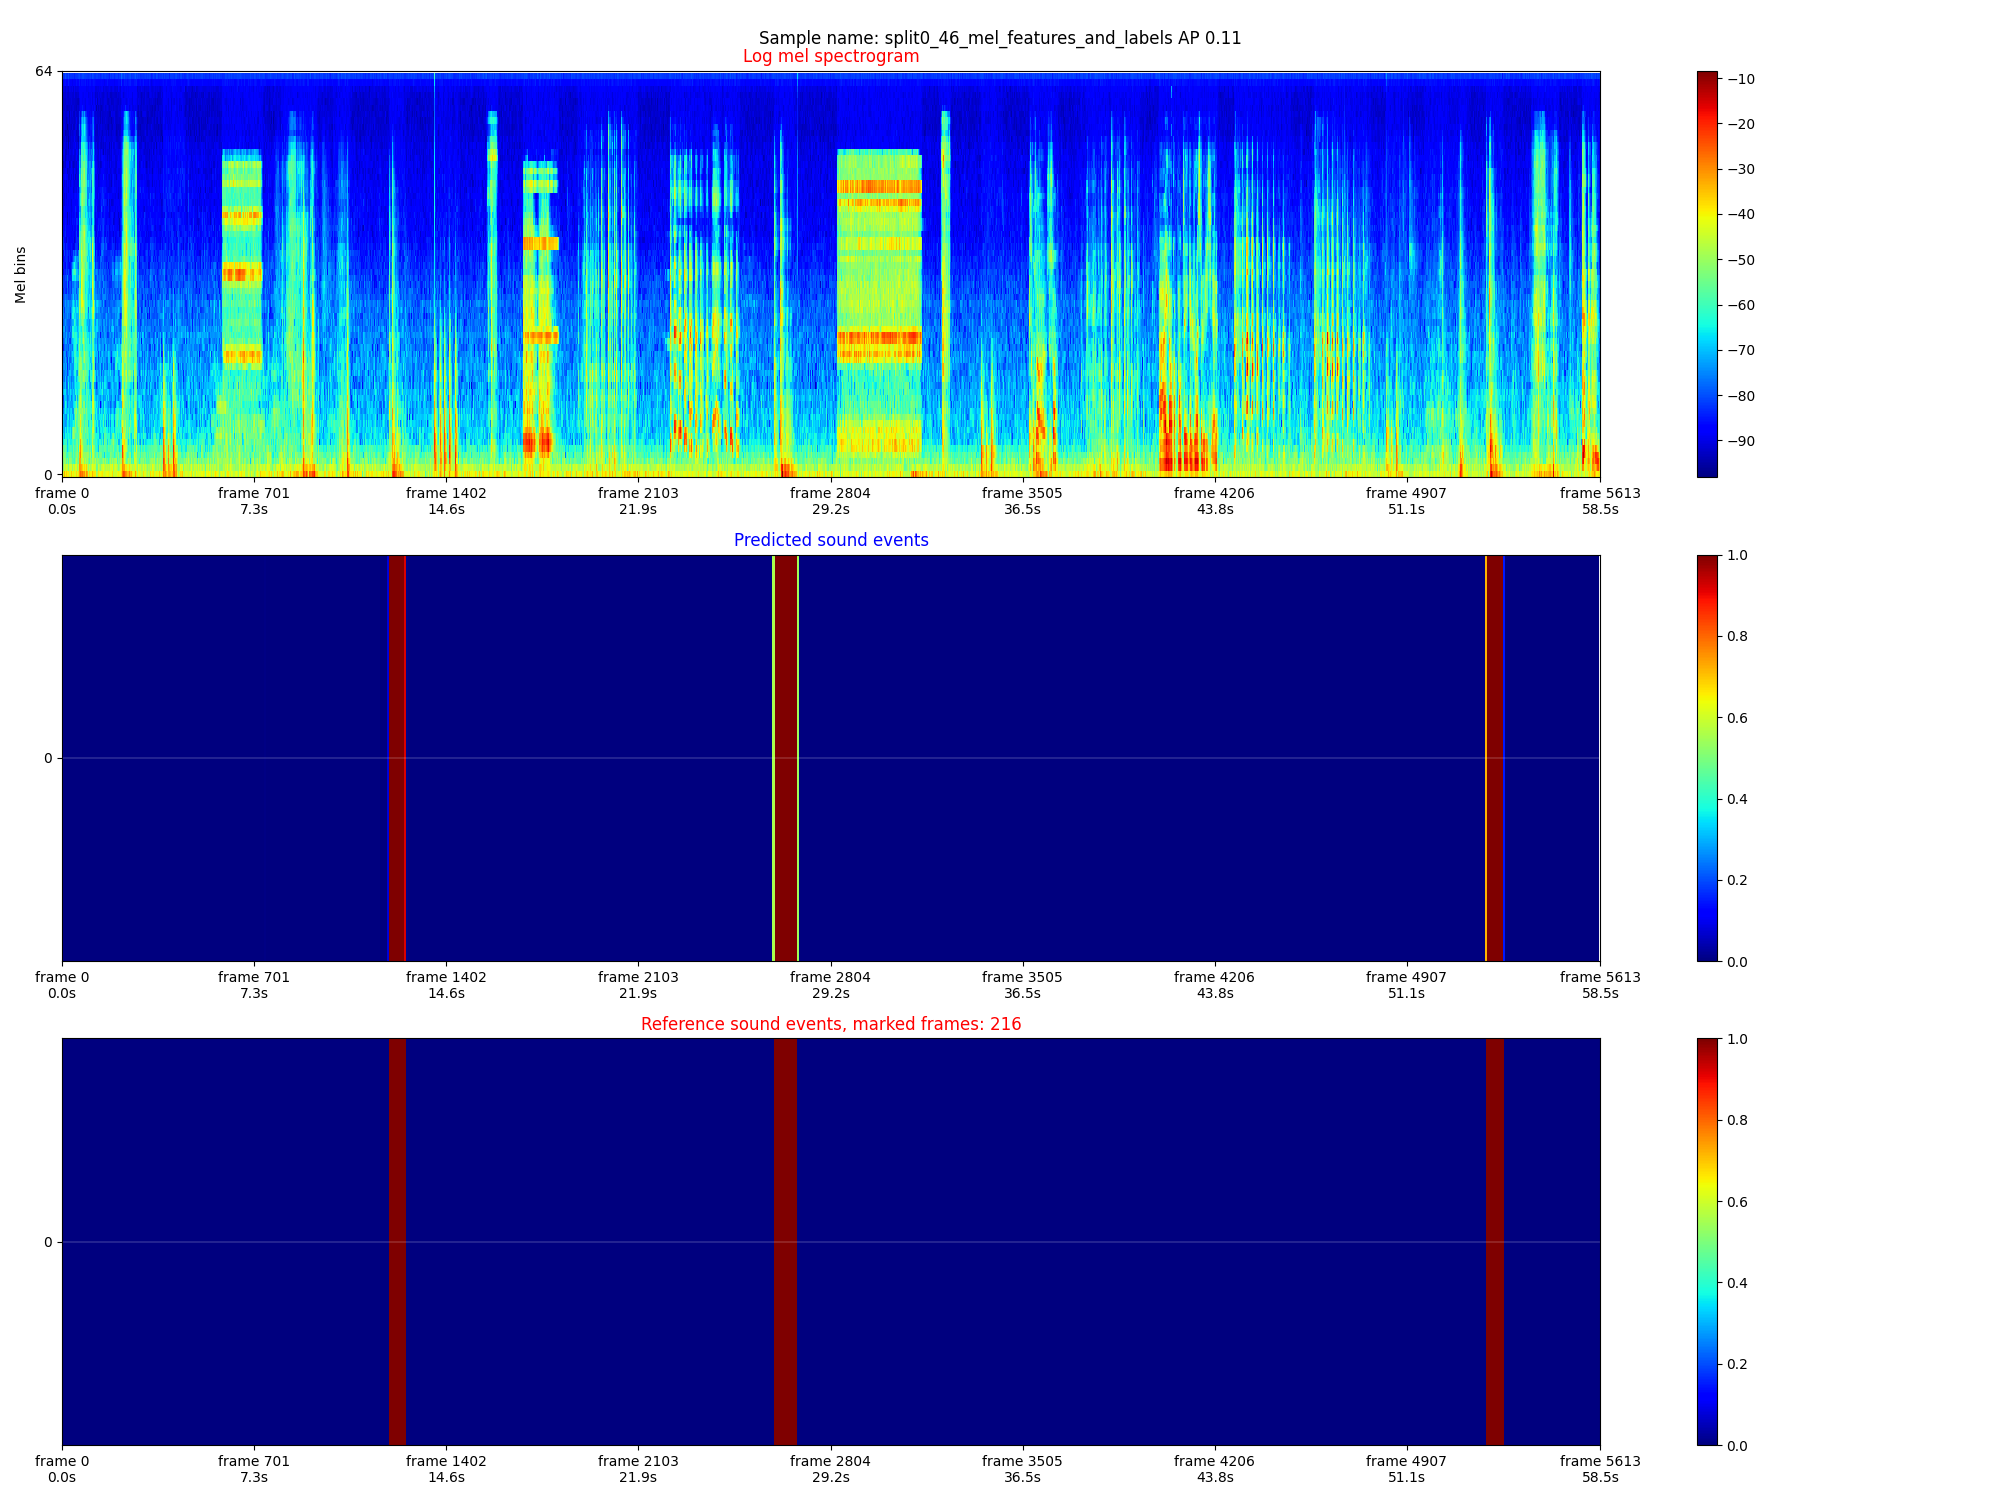 Sample name: split0_46_mel_features_and_labels AP 0.11
Log mel spectrogram
64
Mel bins
0
frame 0 frame 701 frame 1402 frame 2103 frame 2804 frame 3505 frame 4206 frame 4907 frame 5613
0.0s 7.3s 14.6s 21.9s 29.2s 36.5s 43.8s 51.1s 58.5s
−10
−20
−30
−40
−50
−60
−70
−80
−90
Predicted sound events
0
frame 0 frame 701 frame 1402 frame 2103 frame 2804 frame 3505 frame 4206 frame 4907 frame 5613
0.0s 7.3s 14.6s 21.9s 29.2s 36.5s 43.8s 51.1s 58.5s
1.0
0.8
0.6
0.4
0.2
0.0
Reference sound events, marked frames: 216
0
frame 0 frame 701 frame 1402 frame 2103 frame 2804 frame 3505 frame 4206 frame 4907 frame 5613
0.0s 7.3s 14.6s 21.9s 29.2s 36.5s 43.8s 51.1s 58.5s
1.0
0.8
0.6
0.4
0.2
0.0